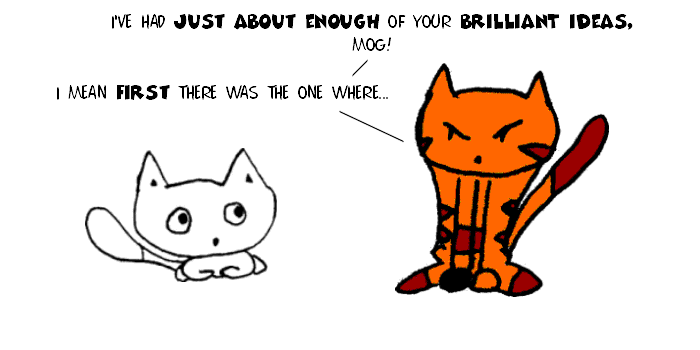 I'VE HAD JUST ABOUT ENOUGH OF YOUR BRILLIANT IDEAS,
MOG!
I MEAN FIRST THERE WAS THE ONE WHERE...